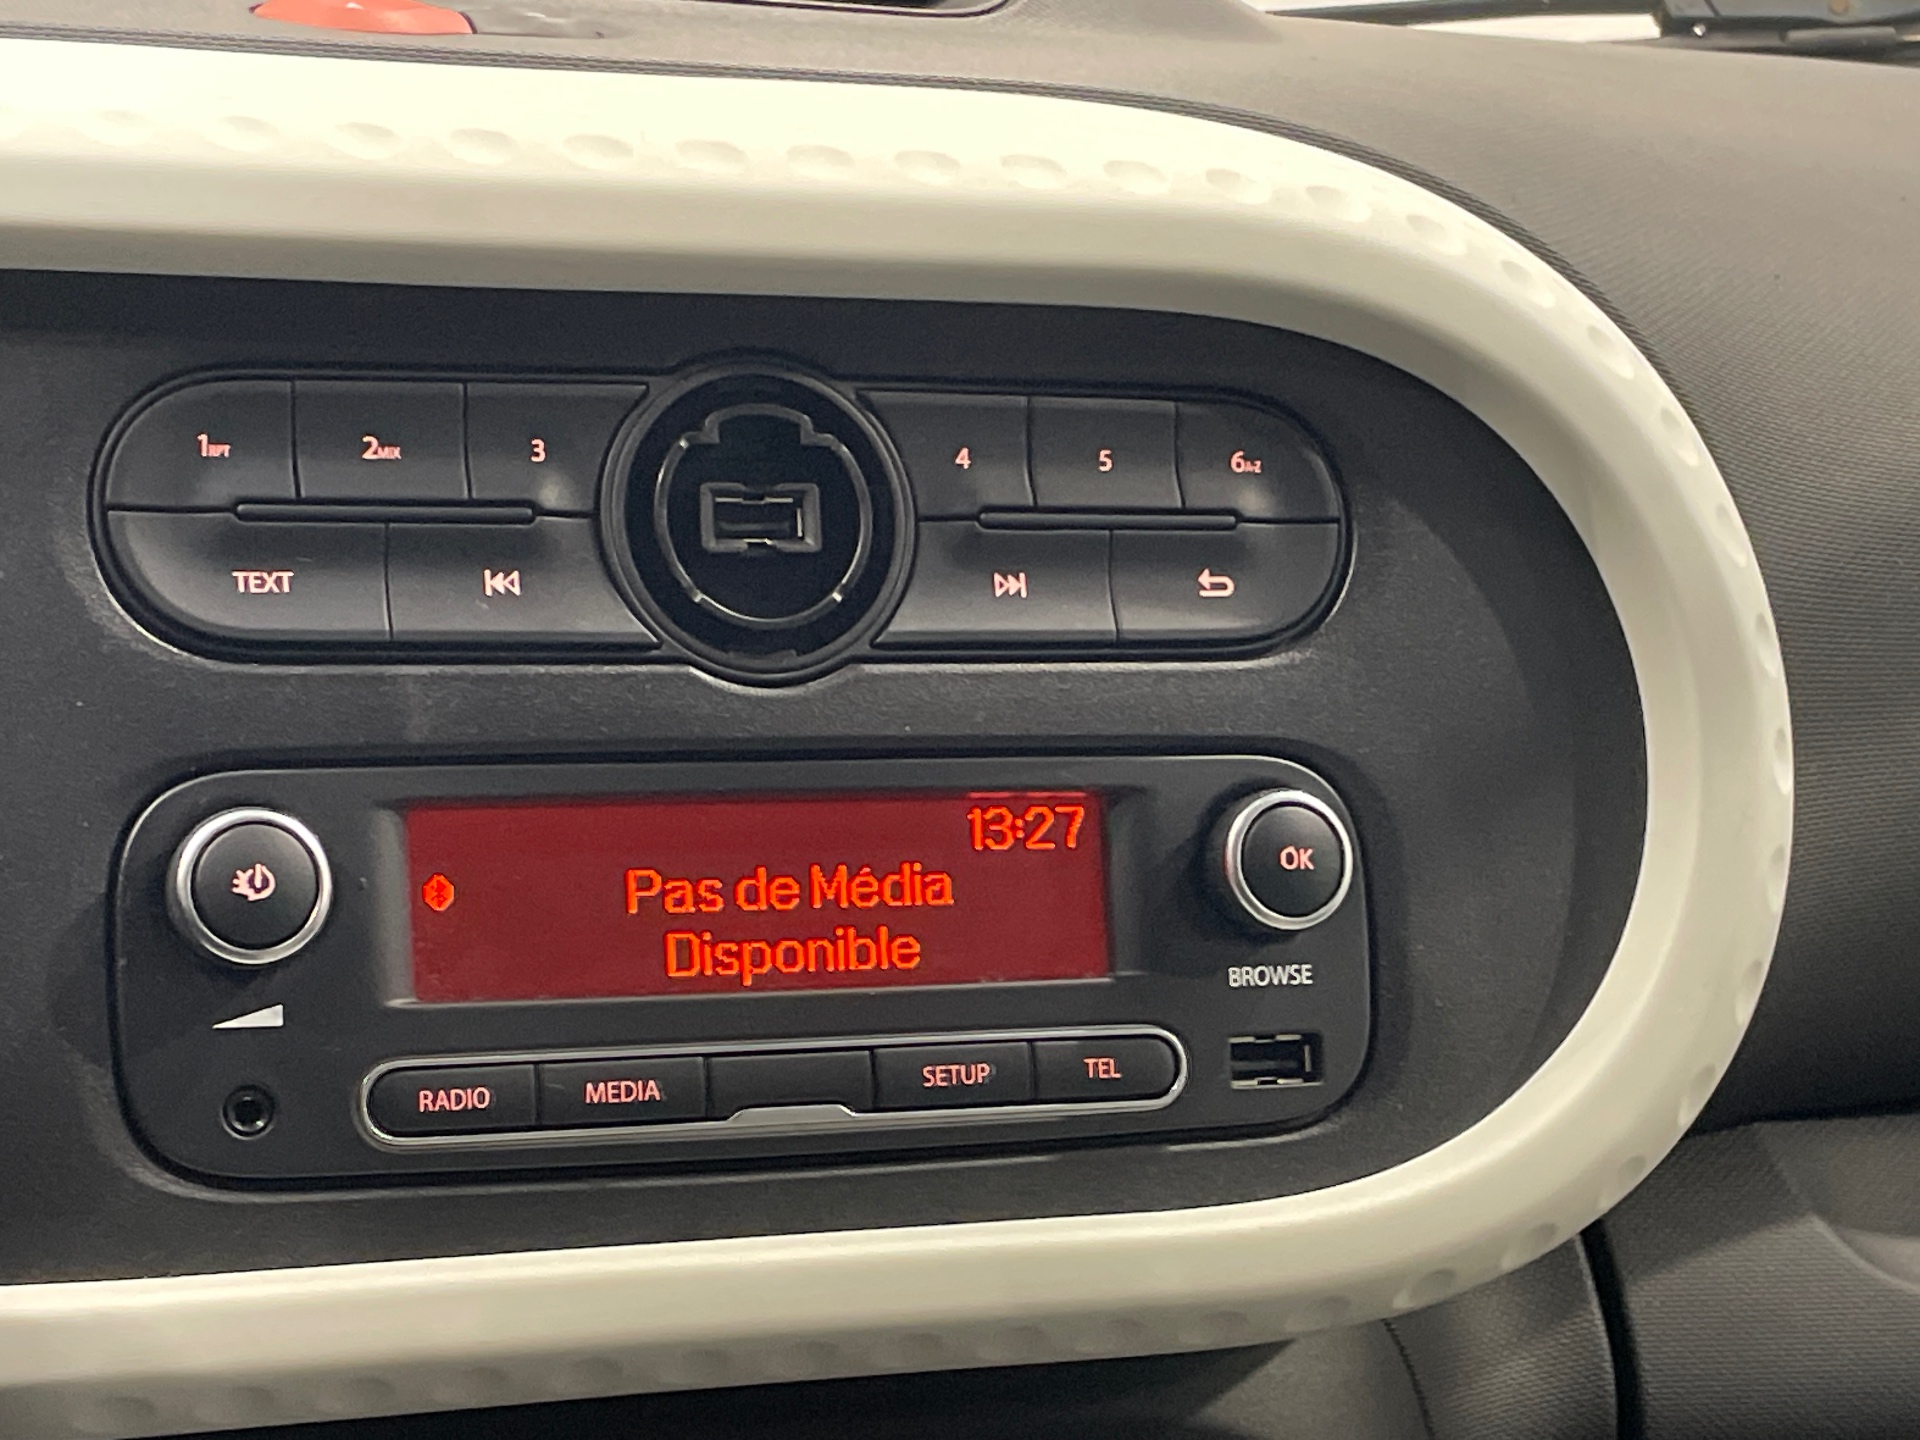 1RPT 2MIX 3 4 5 6A-Z
TEXT
13:27
Pas de Média
Disponible
OK
BROWSE
RADIO MEDIA SETUP TEL